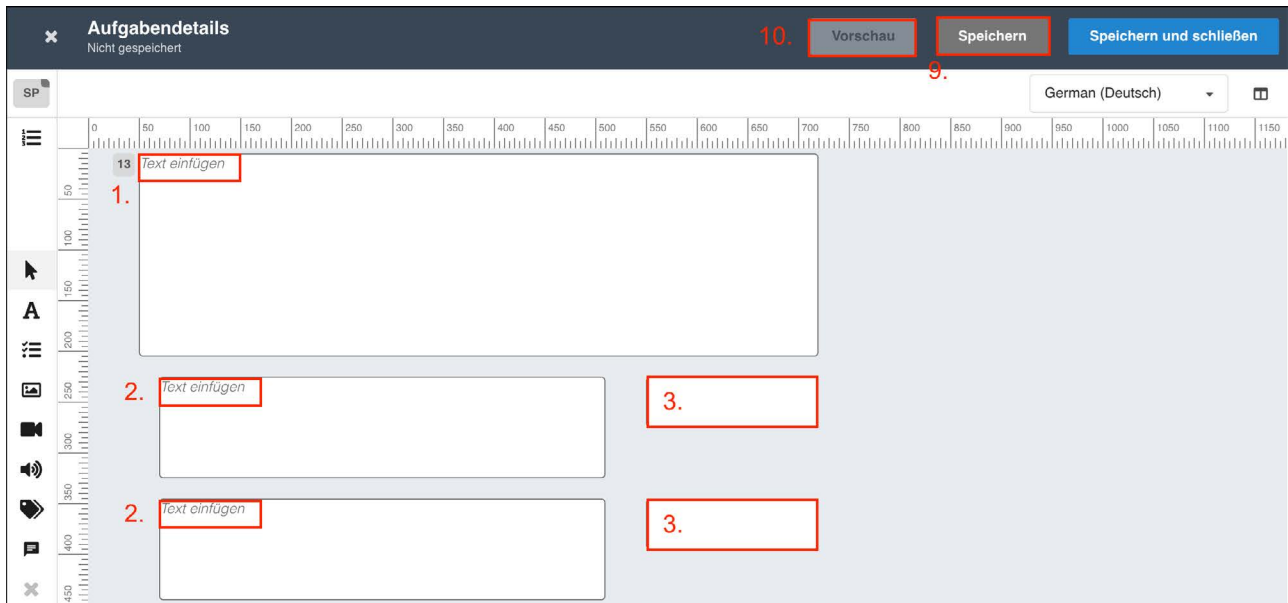 Aufgabendetails
Nicht gespeichert
10.
Vorschau
Speichern
Speichern und schließen
9.
SP
German (Deutsch)
0 50 100 150 200 250 300 350 400 450 500 550 600 650 700 750 800 850 900 950 1000 1050 1100 1150
13 Text einfügen
1.
50
100
150
200
2. Text einfügen
3.
250
300
350
2. Text einfügen
3.
400
450